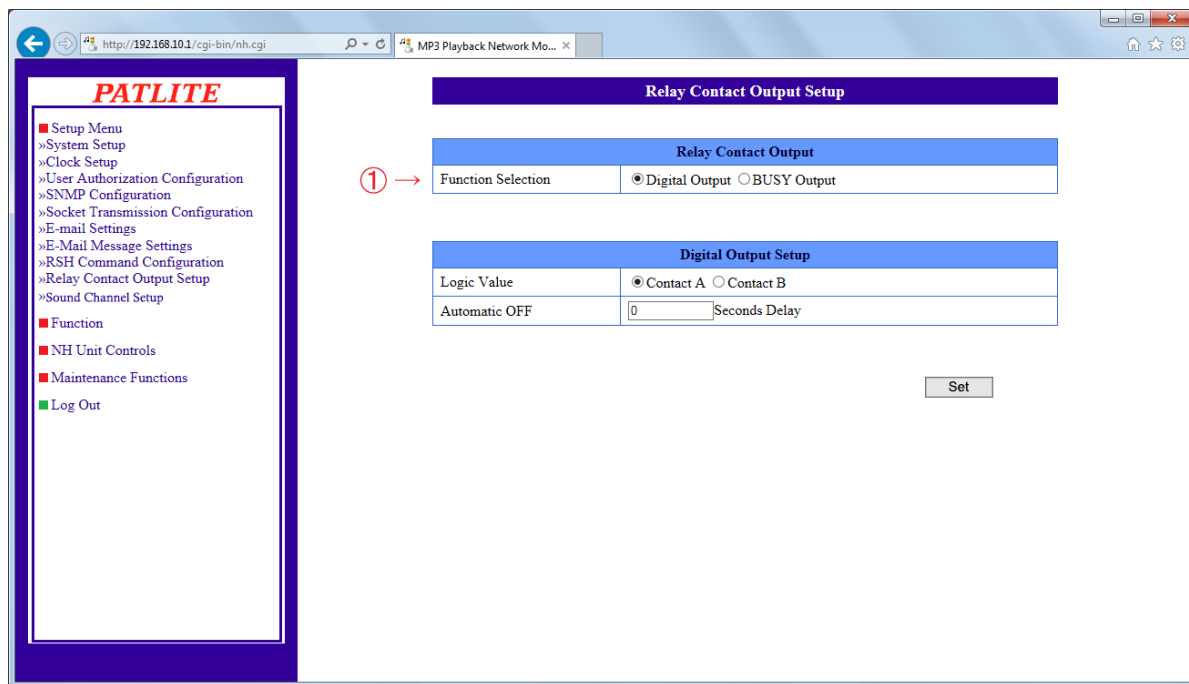 http://192.168.10.1/cgi-bin/nh.cgi
MP3 Playback Network Mo...
PATLITE
Setup Menu
»System Setup
»Clock Setup
»User Authorization Configuration
»SNMP Configuration
»Socket Transmission Configuration
»E-mail Settings
»E-Mail Message Settings
»RSH Command Configuration
»Relay Contact Output Setup
»Sound Channel Setup
Function
NH Unit Controls
Maintenance Functions
Log Out
Relay Contact Output Setup
Relay Contact Output
① → Function Selection Digital Output BUSY Output
Digital Output Setup
Logic Value Contact A Contact B
Automatic OFF 0 Seconds Delay
Set